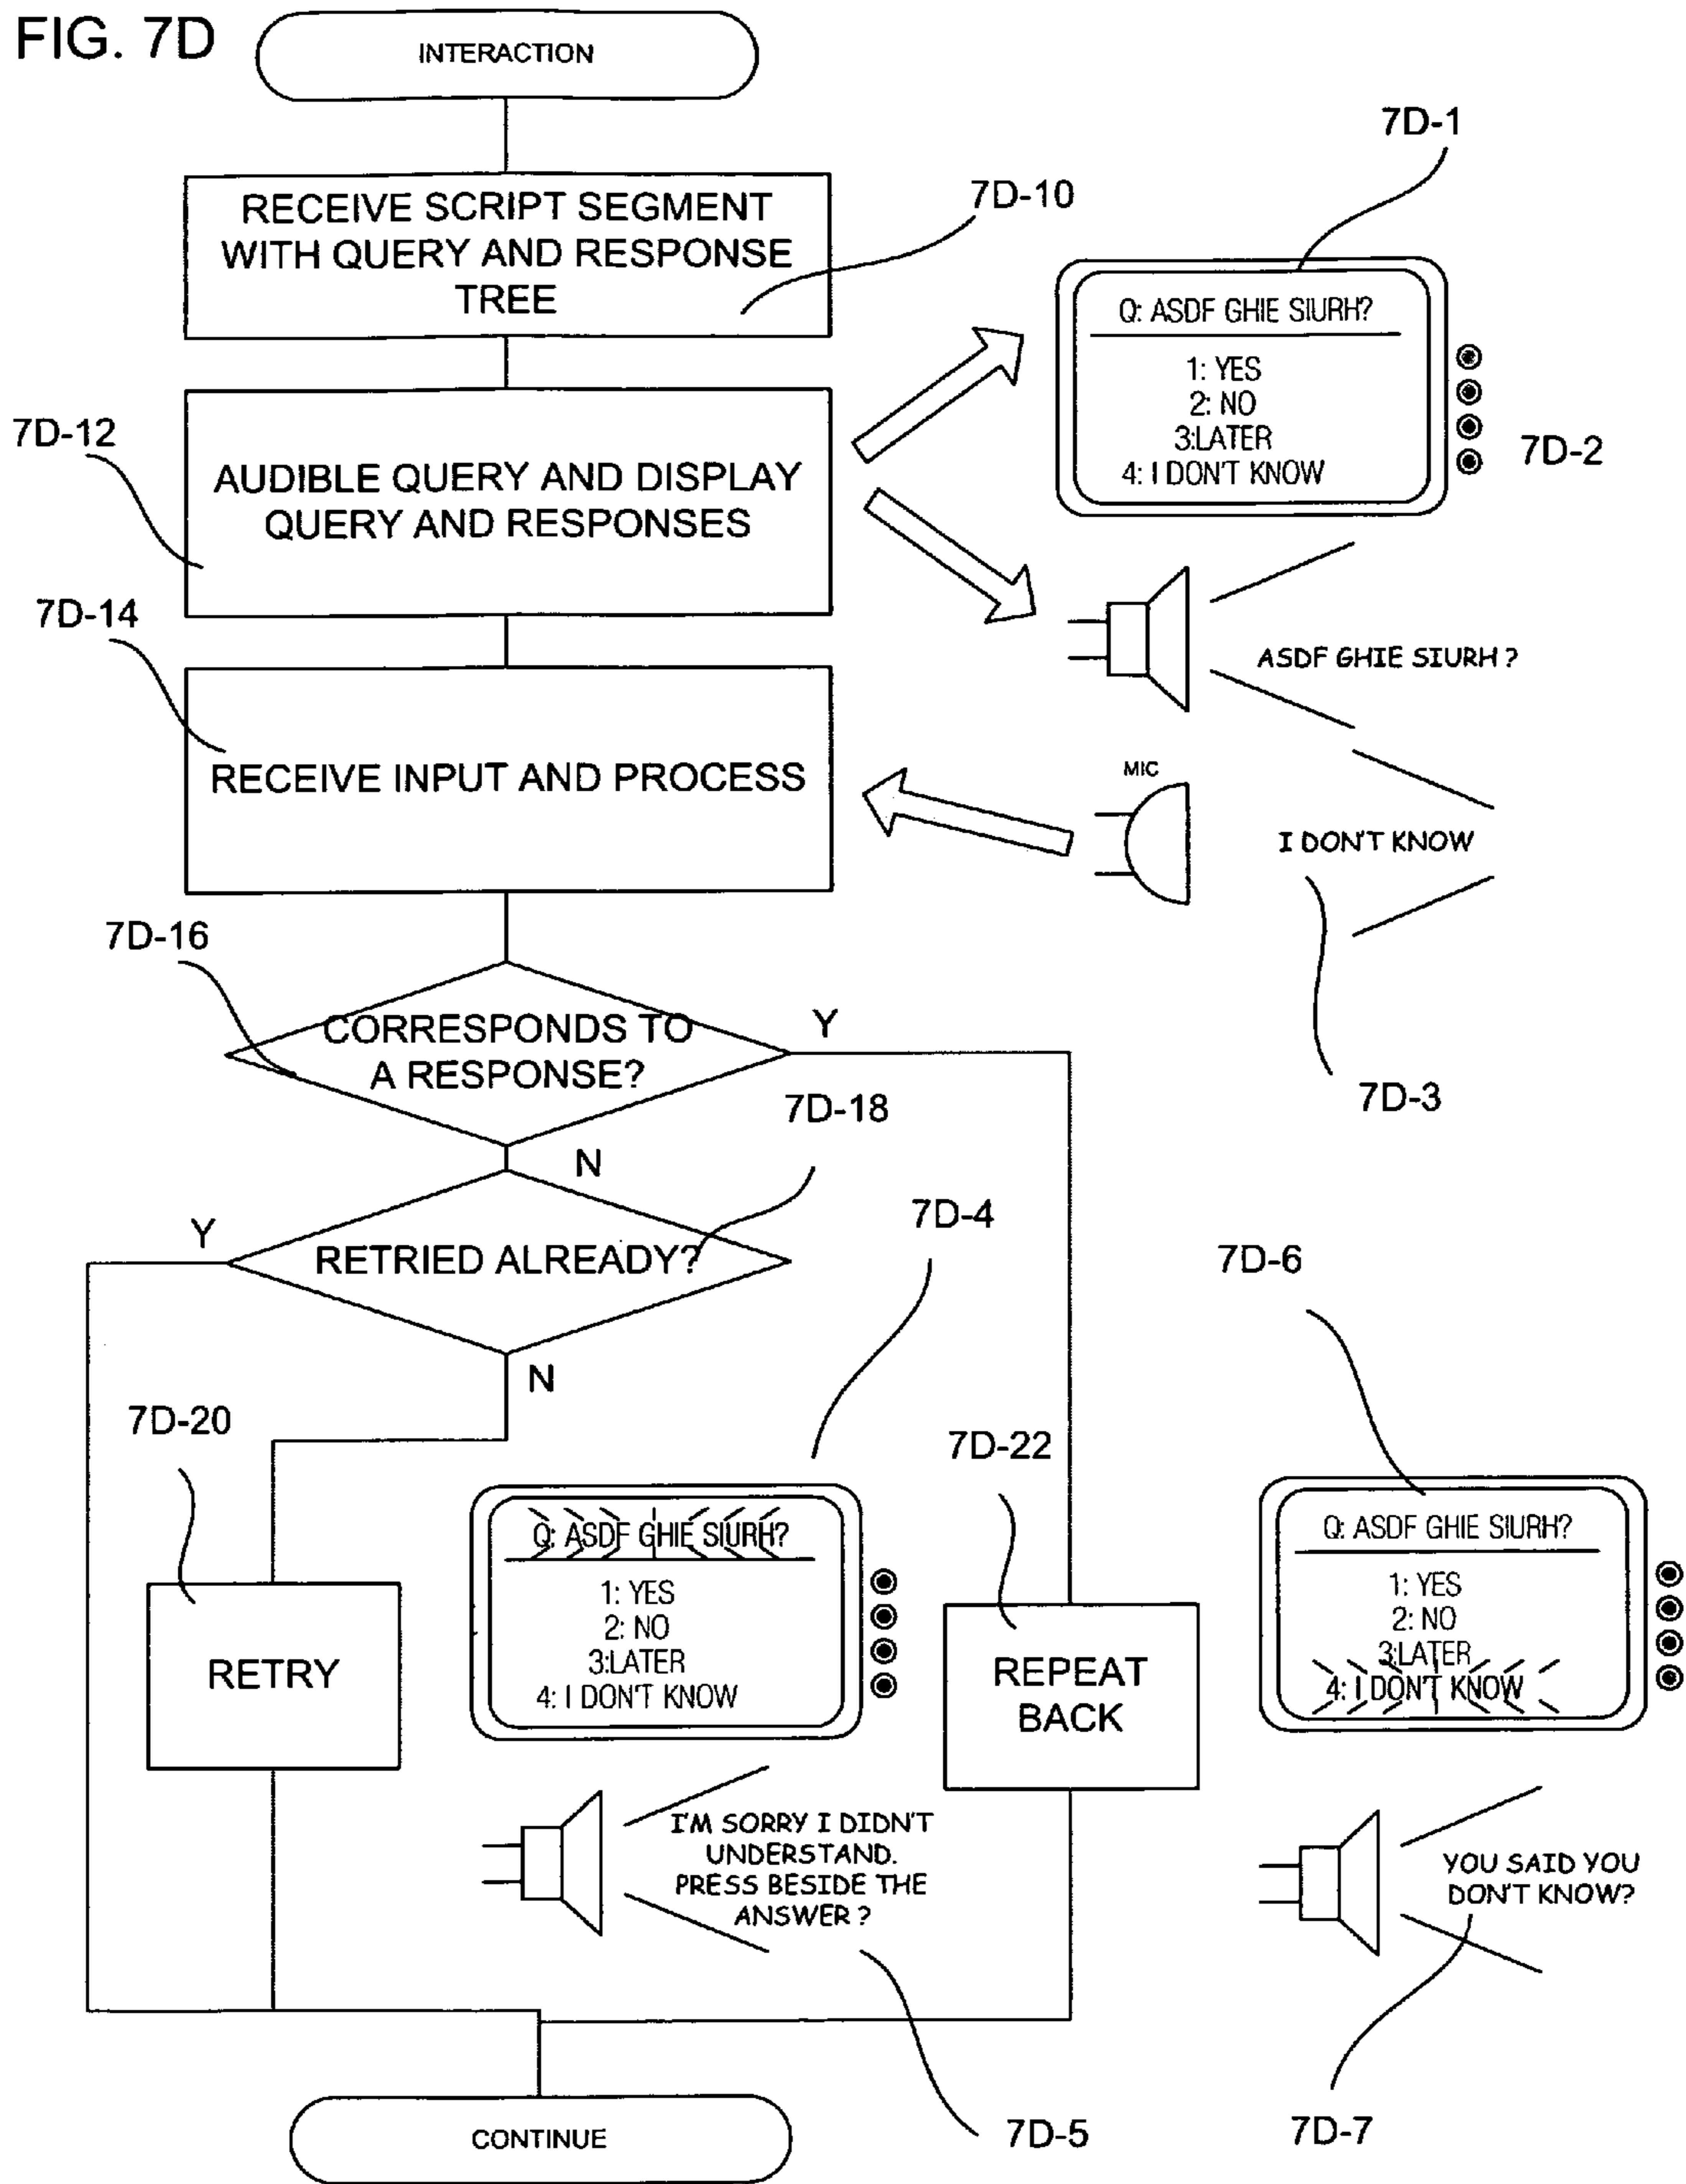 FIG. 7D
INTERACTION
7D-1
RECEIVE SCRIPT SEGMENT
WITH QUERY AND RESPONSE
TREE
7D-10
Q: ASDF GHIE SIURH?
1: YES
2: NO
3:LATER
4: I DON'T KNOW
7D-2
7D-12
AUDIBLE QUERY AND DISPLAY
QUERY AND RESPONSES
ASDF GHIE SIURH ?
7D-14
RECEIVE INPUT AND PROCESS
MIC
I DON'T KNOW
7D-3
7D-16
CORRESPONDS TO
A RESPONSE?
Y
N
7D-18
RETRIED ALREADY?
Y
N
7D-4
7D-6
7D-20
RETRY
Q: ASDF GHIE SIURH?
1: YES
2: NO
3:LATER
4: I DON'T KNOW
7D-22
REPEAT
BACK
Q: ASDF GHIE SIURH?
1: YES
2: NO
3:LATER
4: I DON'T KNOW
I'M SORRY I DIDN'T
UNDERSTAND.
PRESS BESIDE THE
ANSWER ?
YOU SAID YOU
DON'T KNOW?
7D-5
7D-7
CONTINUE